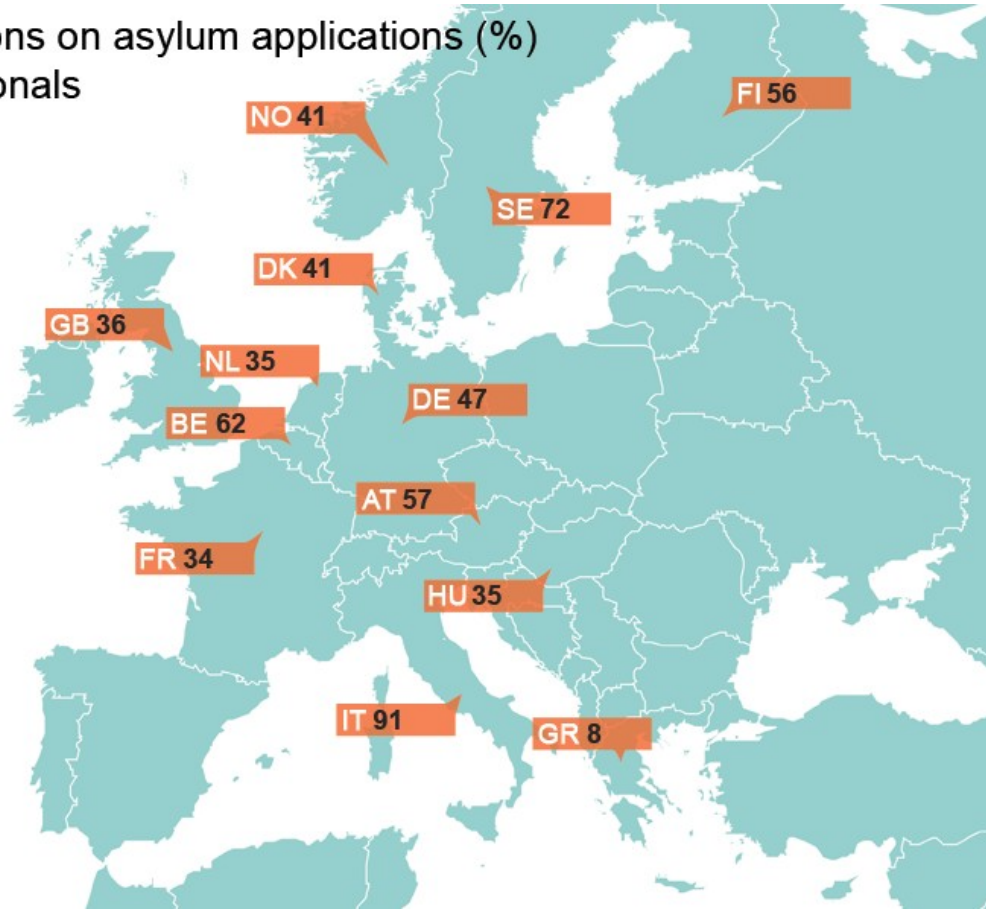 ons on asylum applications (%)
onals
NO 41
FI 56
SE 72
DK 41
GB 36
NL 35
DE 47
BE 62
AT 57
FR 34
HU 35
IT 91
GR 8